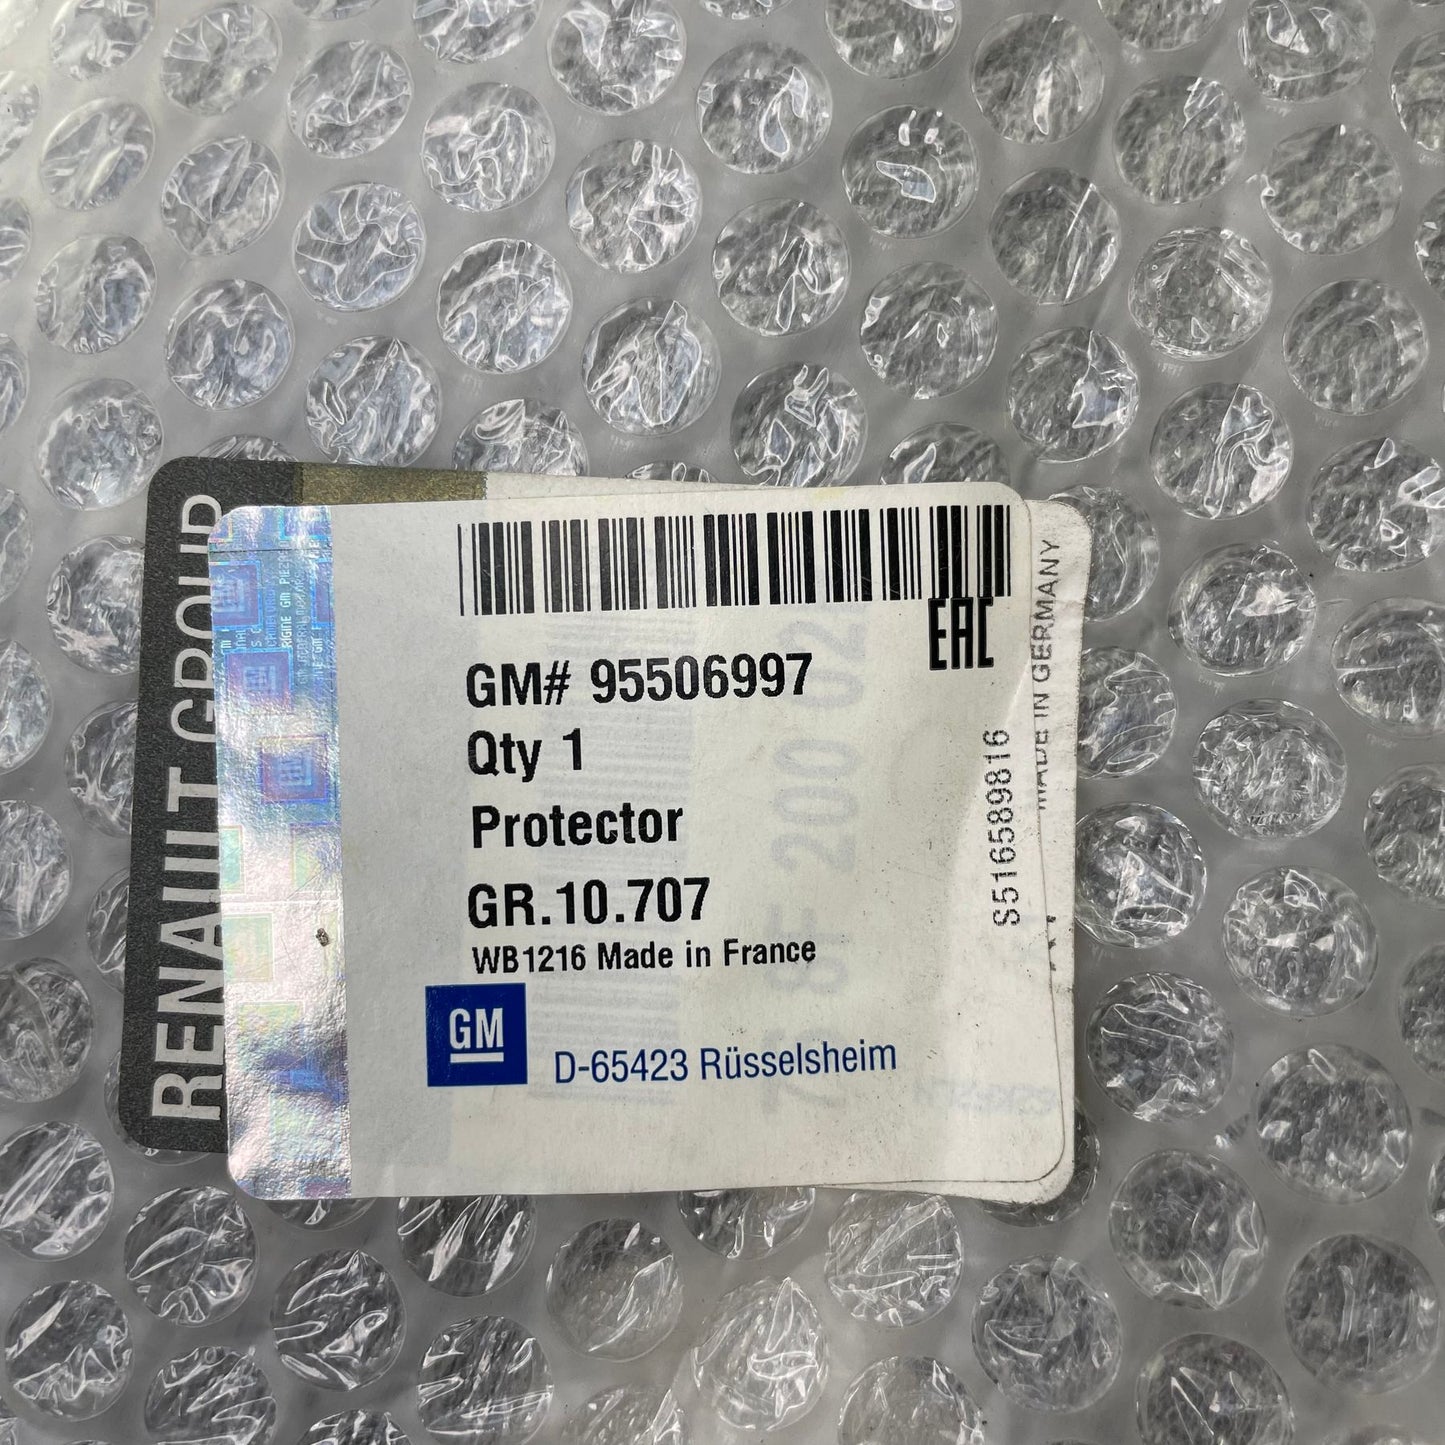 RENAULT GROUP
EAC
GM# 95506997
Qty 1
Protector
GR.10.707
WB1216 Made in France
GM
D-65423 Rüsselsheim
S516589816
MADE IN GERMANY